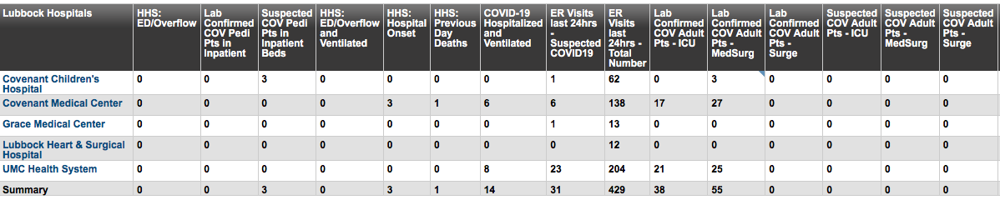 Lubbock Hospitals | HHS: ED/Overflow | Lab Confirmed COV Pedi Pts in Inpatient | Suspected COV Pedi Pts in Inpatient Beds | HHS: ED/Overflow and Ventilated | HHS: Hospital Onset | HHS: Previous Day Deaths | COVID-19 Hospitalized and Ventilated | ER Visits last 24hrs - Suspected COVID19 | ER Visits last 24hrs - Total Number | Lab Confirmed COV Adult Pts - ICU | Lab Confirmed COV Adult Pts - MedSurg | Lab Confirmed COV Adult Pts - Surge | Suspected COV Adult Pts - ICU | Suspected COV Adult Pts - MedSurg | Suspected COV Adult Pts - Surge
Covenant Children's Hospital | 0 | 0 | 3 | 0 | 0 | 0 | 0 | 1 | 62 | 0 | 3 | 0 | 0 | 0 | 0
Covenant Medical Center | 0 | 0 | 0 | 0 | 3 | 1 | 6 | 6 | 138 | 17 | 27 | 0 | 0 | 0 | 0
Grace Medical Center | 0 | 0 | 0 | 0 | 0 | 0 | 0 | 1 | 13 | 0 | 0 | 0 | 0 | 0 | 0
Lubbock Heart & Surgical Hospital | 0 | 0 | 0 | 0 | 0 | 0 | 0 | 0 | 12 | 0 | 0 | 0 | 0 | 0 | 0
UMC Health System | 0 | 0 | 0 | 0 | 0 | 0 | 8 | 23 | 204 | 21 | 25 | 0 | 0 | 0 | 0
Summary | 0 | 0 | 3 | 0 | 3 | 1 | 14 | 31 | 429 | 38 | 55 | 0 | 0 | 0 | 0